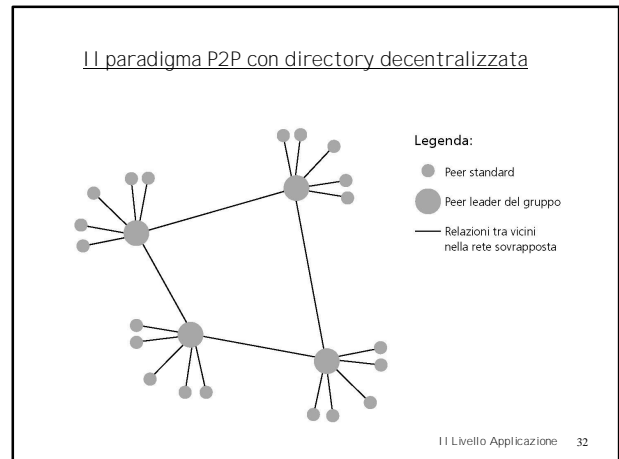 Il paradigma P2P con directory decentralizzata
Legenda:
Peer standard
Peer leader del gruppo
Relazioni tra vicini
nella rete sovrapposta
Il Livello Applicazione 32